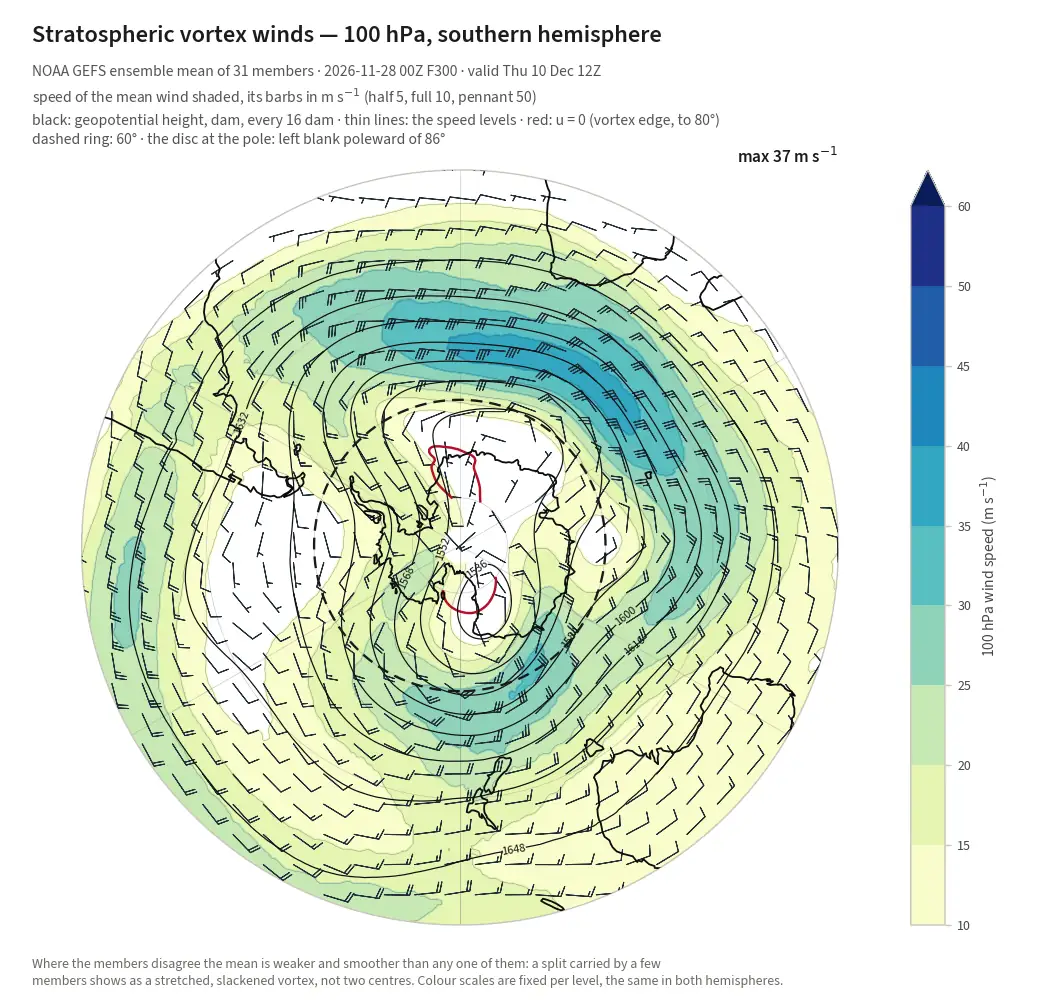 Stratospheric vortex winds — 100 hPa, southern hemisphere
NOAA GEFS ensemble mean of 31 members · 2026-11-28 00Z F300 · valid Thu 10 Dec 12Z
speed of the mean wind shaded, its barbs in m s⁻¹ (half 5, full 10, pennant 50)
black: geopotential height, dam, every 16 dam · thin lines: the speed levels · red: u = 0 (vortex edge, to 80°)
dashed ring: 60° · the disc at the pole: left blank poleward of 86°
max 37 m s⁻¹
60
50
45
40
35
30
25
20
15
10
100 hPa wind speed (m s⁻¹)
1632
1552
1536
1568
1600
1616
1648
Where the members disagree the mean is weaker and smoother than any one of them: a split carried by a few
members shows as a stretched, slackened vortex, not two centres. Colour scales are fixed per level, the same in both hemispheres.